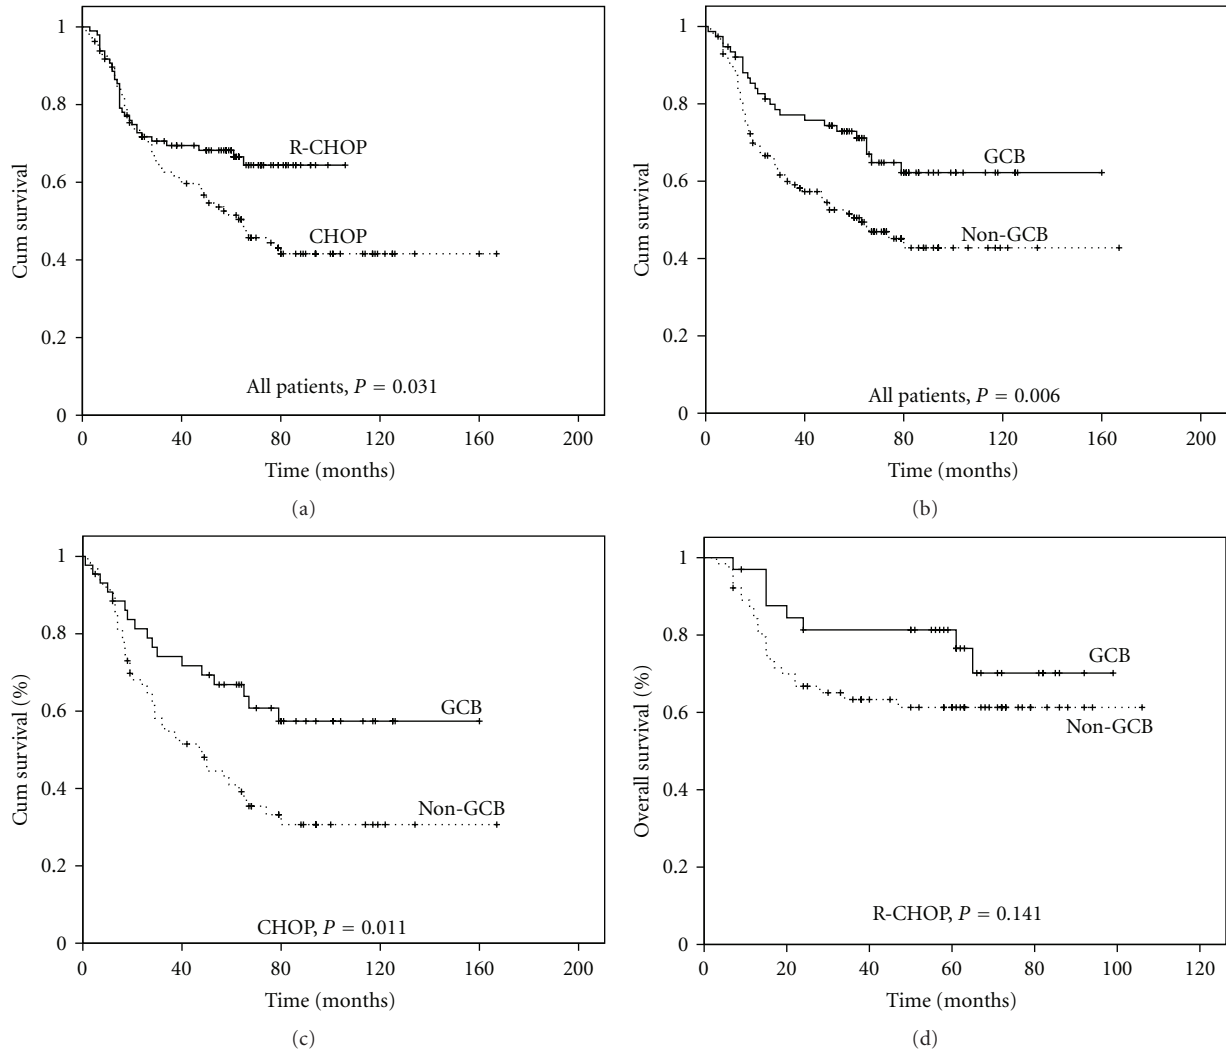 1
0.8
0.6
0.4
0.2
0
Cum survival
R-CHOP
CHOP
All patients, P = 0.031
0 40 80 120 160 200
Time (months)
(a)
1
0.8
0.6
0.4
0.2
0
Cum survival
GCB
Non-GCB
All patients, P = 0.006
0 40 80 120 160 200
Time (months)
(b)
1
0.8
0.6
0.4
0.2
0
Cum survival (%)
GCB
Non-GCB
CHOP, P = 0.011
0 40 80 120 160 200
Time (months)
(c)
1
0.8
0.6
0.4
0.2
0
Overall survival (%)
GCB
Non-GCB
R-CHOP, P = 0.141
0 20 40 60 80 100 120
Time (months)
(d)